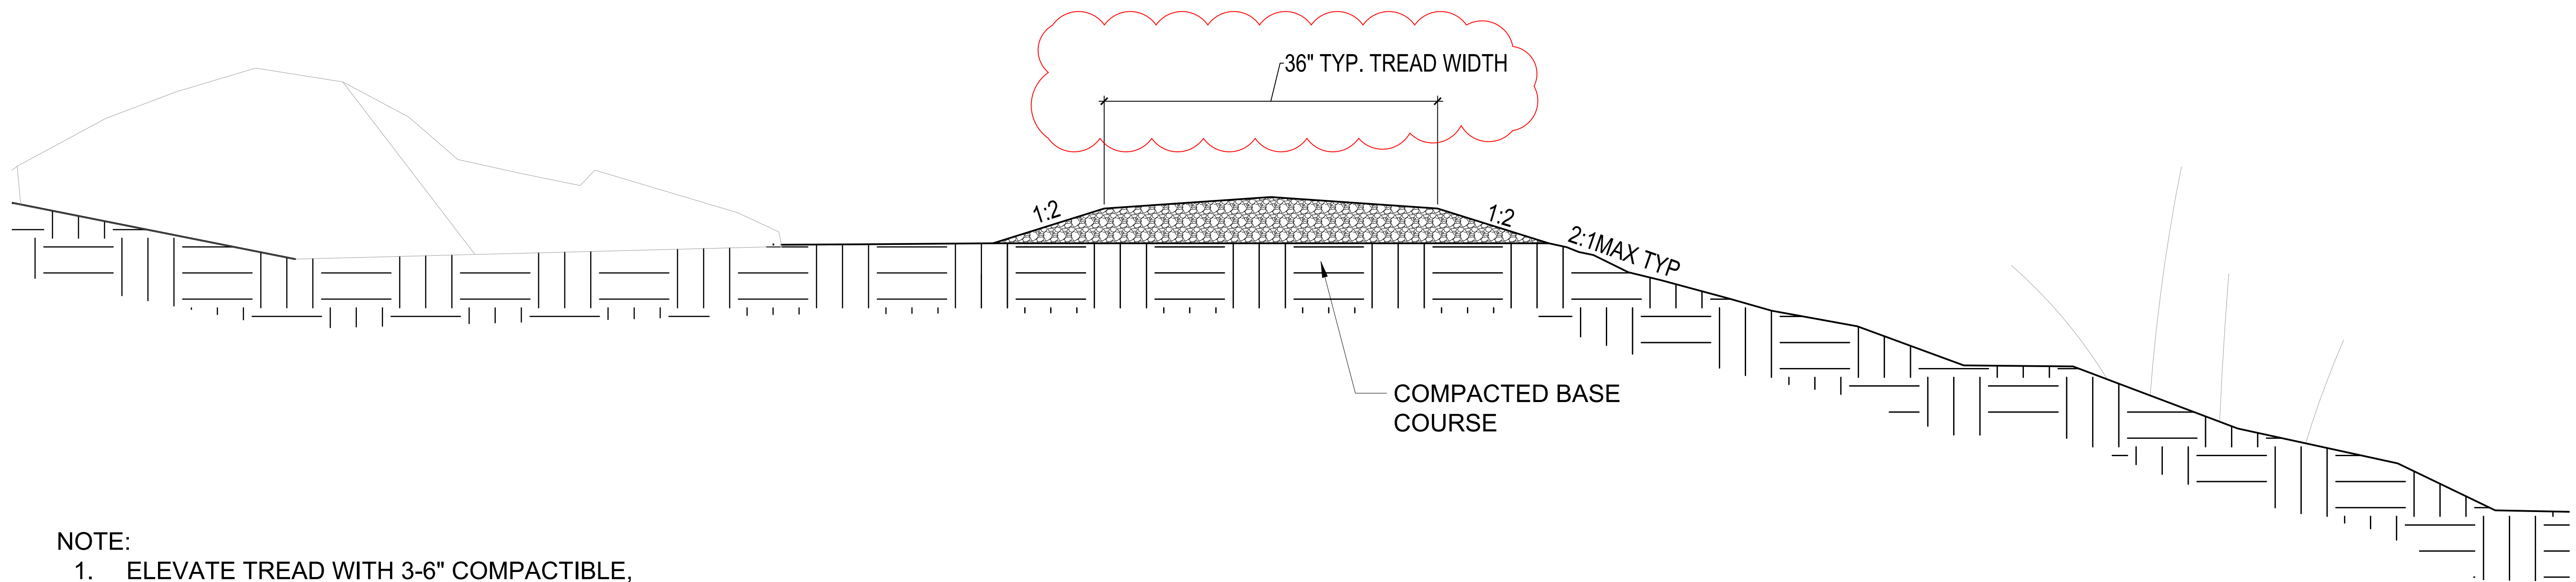 36" TYP. TREAD WIDTH
1:2
1:2
2:1MAX TYP
COMPACTED BASE
COURSE
NOTE:
1. ELEVATE TREAD WITH 3-6" COMPACTIBLE,